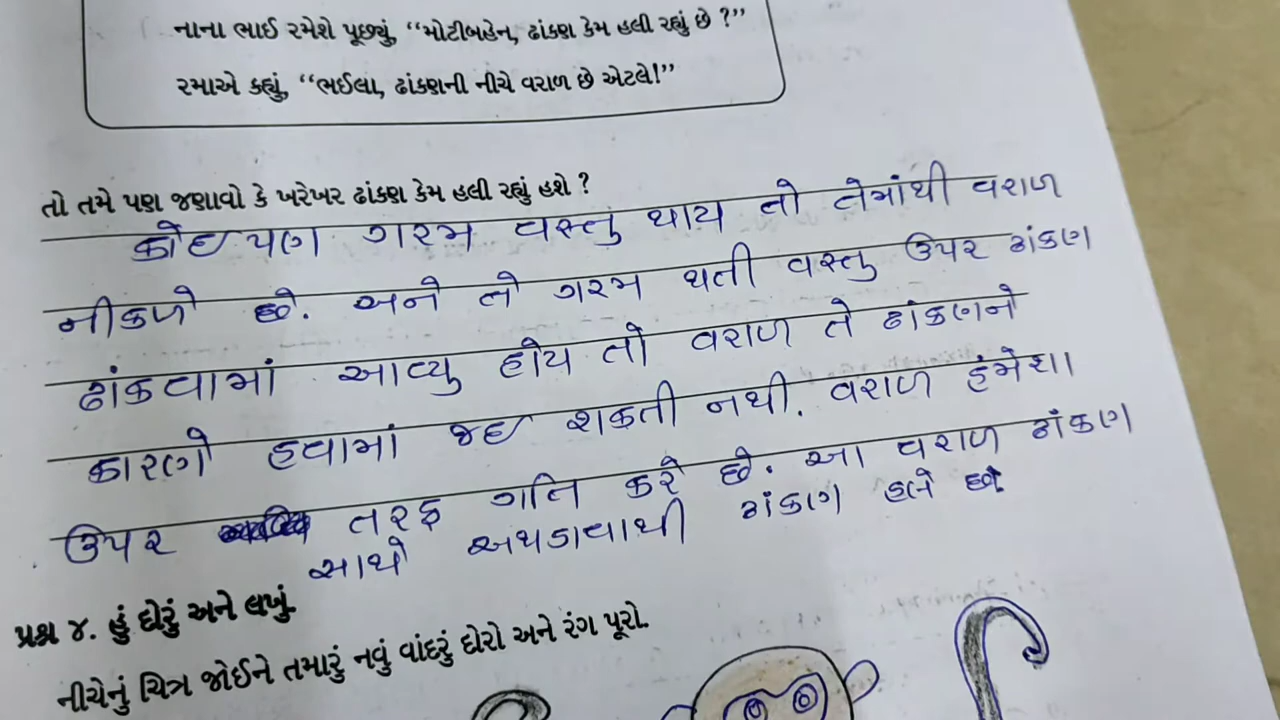 નાના ભાઈ રમેશે પૂછ્યું, “મોટીબહેન, ઢાંકણ કેમ હલી રહ્યું છે ?”
રમાએ કહ્યું, “ભઈલા, ઢાંકણની નીચે વરાળ છે એટલે!”
તો તમે પણ જણાવો કે ખરેખર ઢાંકણ કેમ હલી રહ્યું હશે ?
કોઇ પણ ગરમ વસ્તુ થાય તો તેમાંથી વરાળ
નીકળે છે. અને તે ગરમ થતી વસ્તુ ઉપર ઢાંકણ
ઢાંકવામાં આવ્યુ હોય તો વરાળ તે ઢાંકણને
કારણે હવામાં જઇ શકતી નથી. વરાળ હંમેશા
ઉપર તરફ ગતિ કરે છે. આ વરાળ ઢાંકણ
સાથે અથડાવાથી ઢાંકણ હલે છે.
પ્રશ્ન ૪. હું દોરું અને લખું.
નીચેનું ચિત્ર જોઈને તમારું નવું વાંદરું દોરો અને રંગ પૂરો.